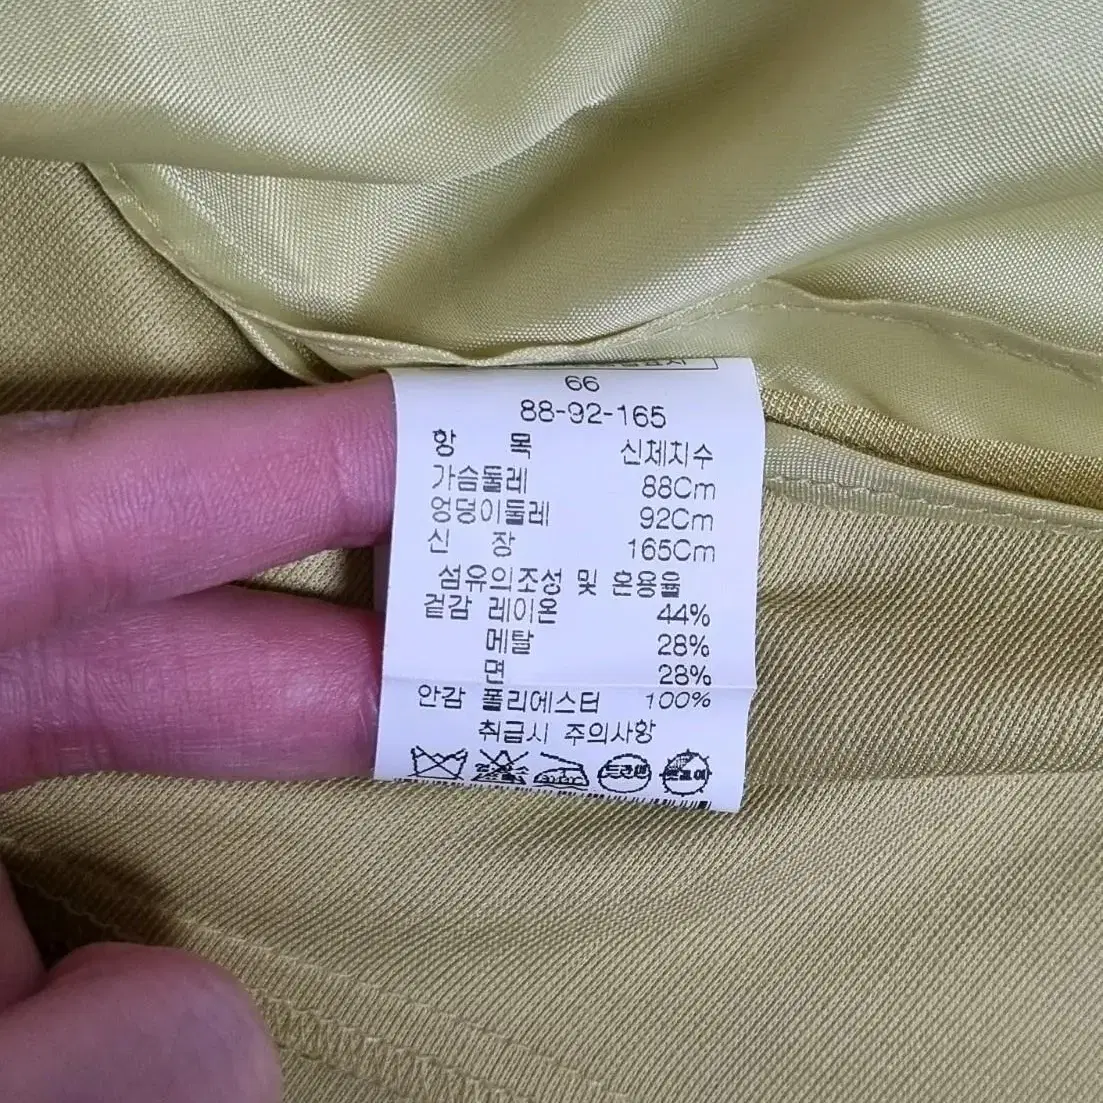 66
88-92-165
항 목 신체치수
가슴둘레 88Cm
엉덩이둘레 92Cm
신 장 165Cm
섬유의조성 및 혼용율
겉감 레이온 44%
메탈 28%
면 28%
안감 폴리에스터 100%
취급시 주의사항
드라이